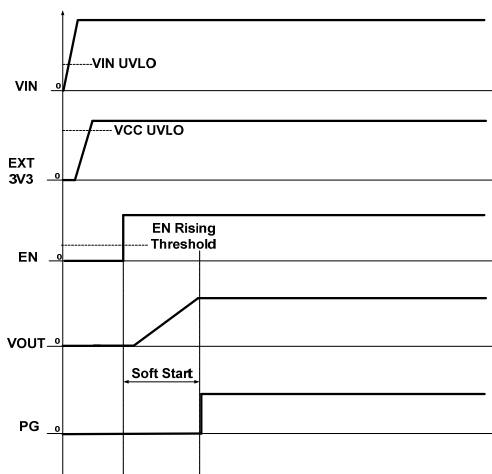 VIN UVLO
VIN
0
VCC UVLO
EXT
3V3
0
EN Rising
Threshold
EN
0
VOUT
0
Soft Start
PG
0